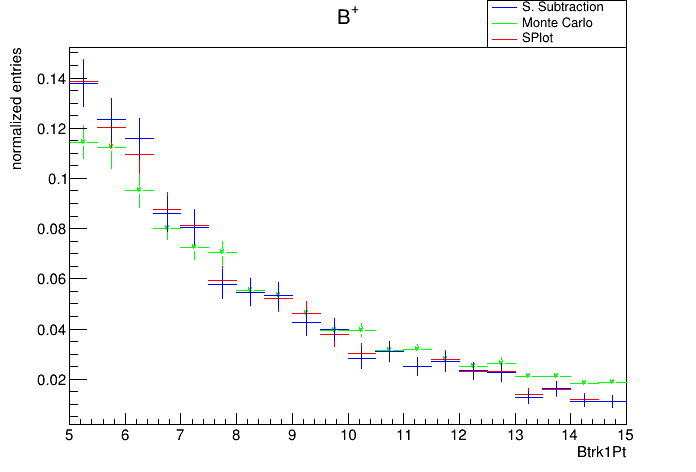 B+
S. Subtraction
Monte Carlo
SPlot
normalized entries
0.14
0.12
0.1
0.08
0.06
0.04
0.02
5 6 7 8 9 10 11 12 13 14 15
Btrk1Pt